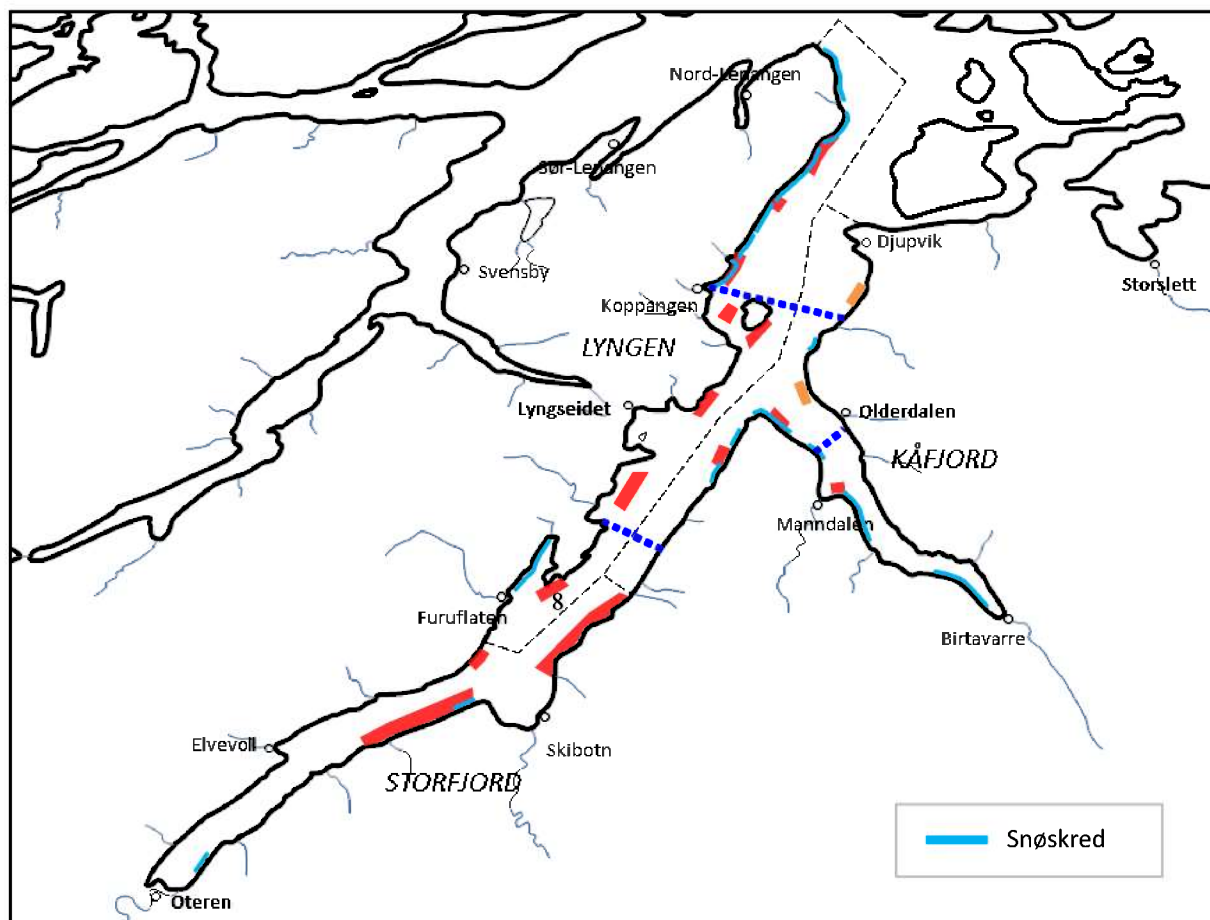 Nord-Lenangen
Sør-Lenangen
Djupvik
Svensby
Storslett
Koppangen
LYNGEN
Lyngseidet
Olderdalen
KÅFJORD
Manndalen
8
8
Furuflaten
Birtavarre
Elvevoll
Skibotn
STORFJORD
Snøskred
Oteren